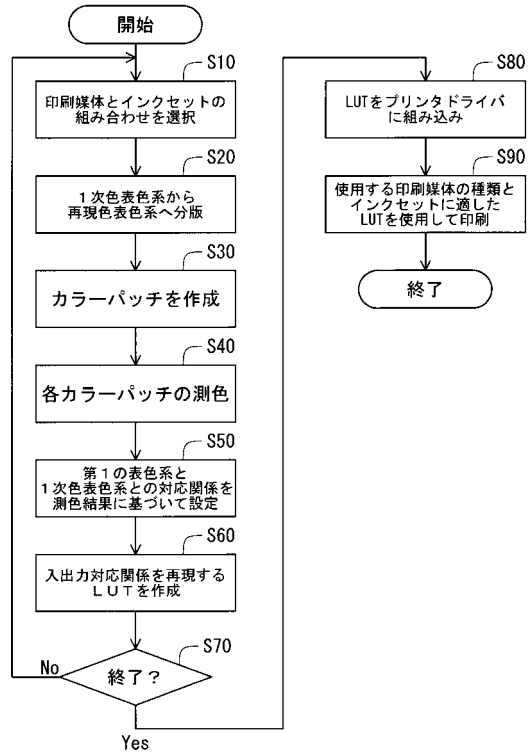 開始
S10
印刷媒体とインクセットの
組み合わせを選択
S20
1次色表色系から
再現色表色系へ分版
S30
カラーパッチを作成
S40
各カラーパッチの測色
S50
第1の表色系と
1次色表色系との対応関係を
測色結果に基づいて設定
S60
入出力対応関係を再現する
LUTを作成
S70
終了？
No
Yes
S80
LUTをプリンタドライバ
に組み込み
S90
使用する印刷媒体の種類と
インクセットに適した
LUTを使用して印刷
終了